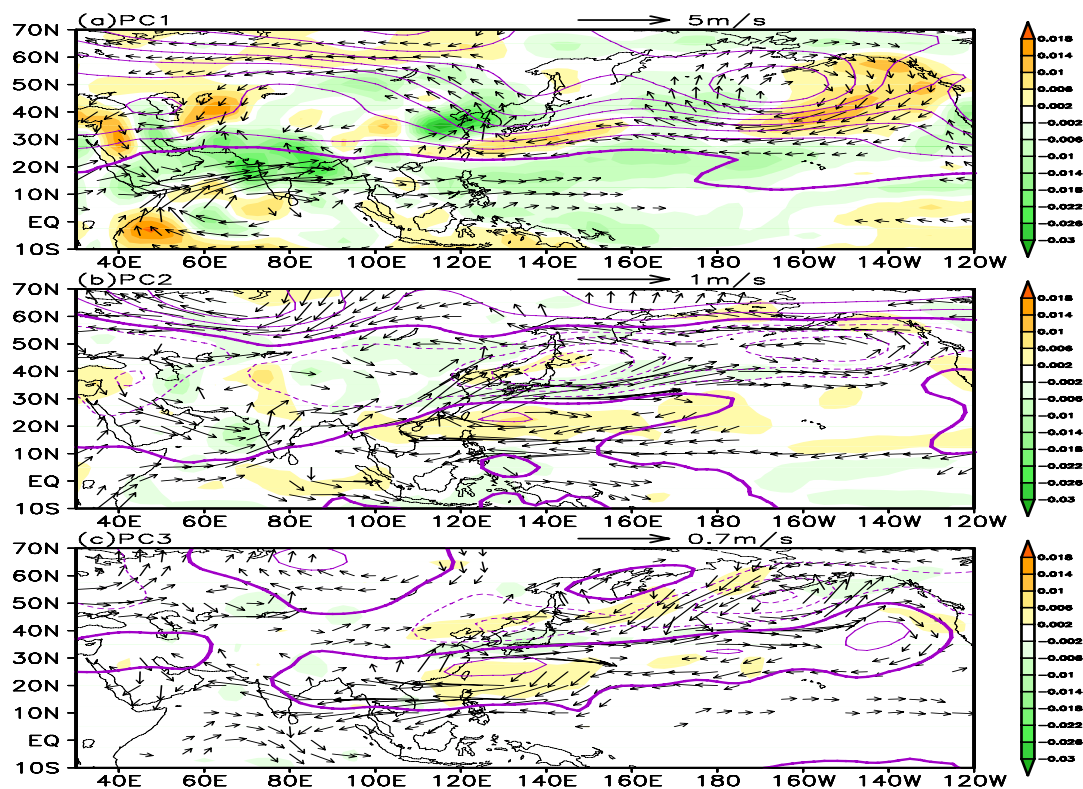 (a)PC1 5m/s
70N
60N
50N
40N
30N
20N
10N
EQ
10S
40E 60E 80E 100E 120E 140E 160E 180 160W 140W 120W
0.018
0.014
0.01
0.006
0.002
-0.002
-0.006
-0.01
-0.014
-0.018
-0.022
-0.026
-0.03
(b)PC2 1m/s
70N
60N
50N
40N
30N
20N
10N
EQ
10S
40E 60E 80E 100E 120E 140E 160E 180 160W 140W 120W
0.018
0.014
0.01
0.006
0.002
-0.002
-0.006
-0.01
-0.014
-0.018
-0.022
-0.026
-0.03
(c)PC3 0.7m/s
70N
60N
50N
40N
30N
20N
10N
EQ
10S
40E 60E 80E 100E 120E 140E 160E 180 160W 140W 120W
0.018
0.014
0.01
0.006
0.002
-0.002
-0.006
-0.01
-0.014
-0.018
-0.022
-0.026
-0.03